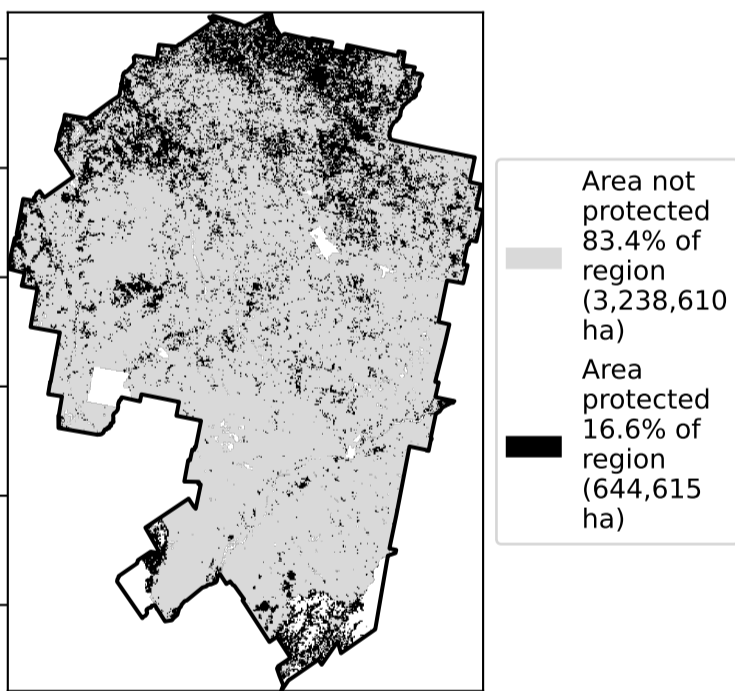 Area not
protected
83.4% of
region
(3,238,610
ha)
Area
protected
16.6% of
region
(644,615
ha)